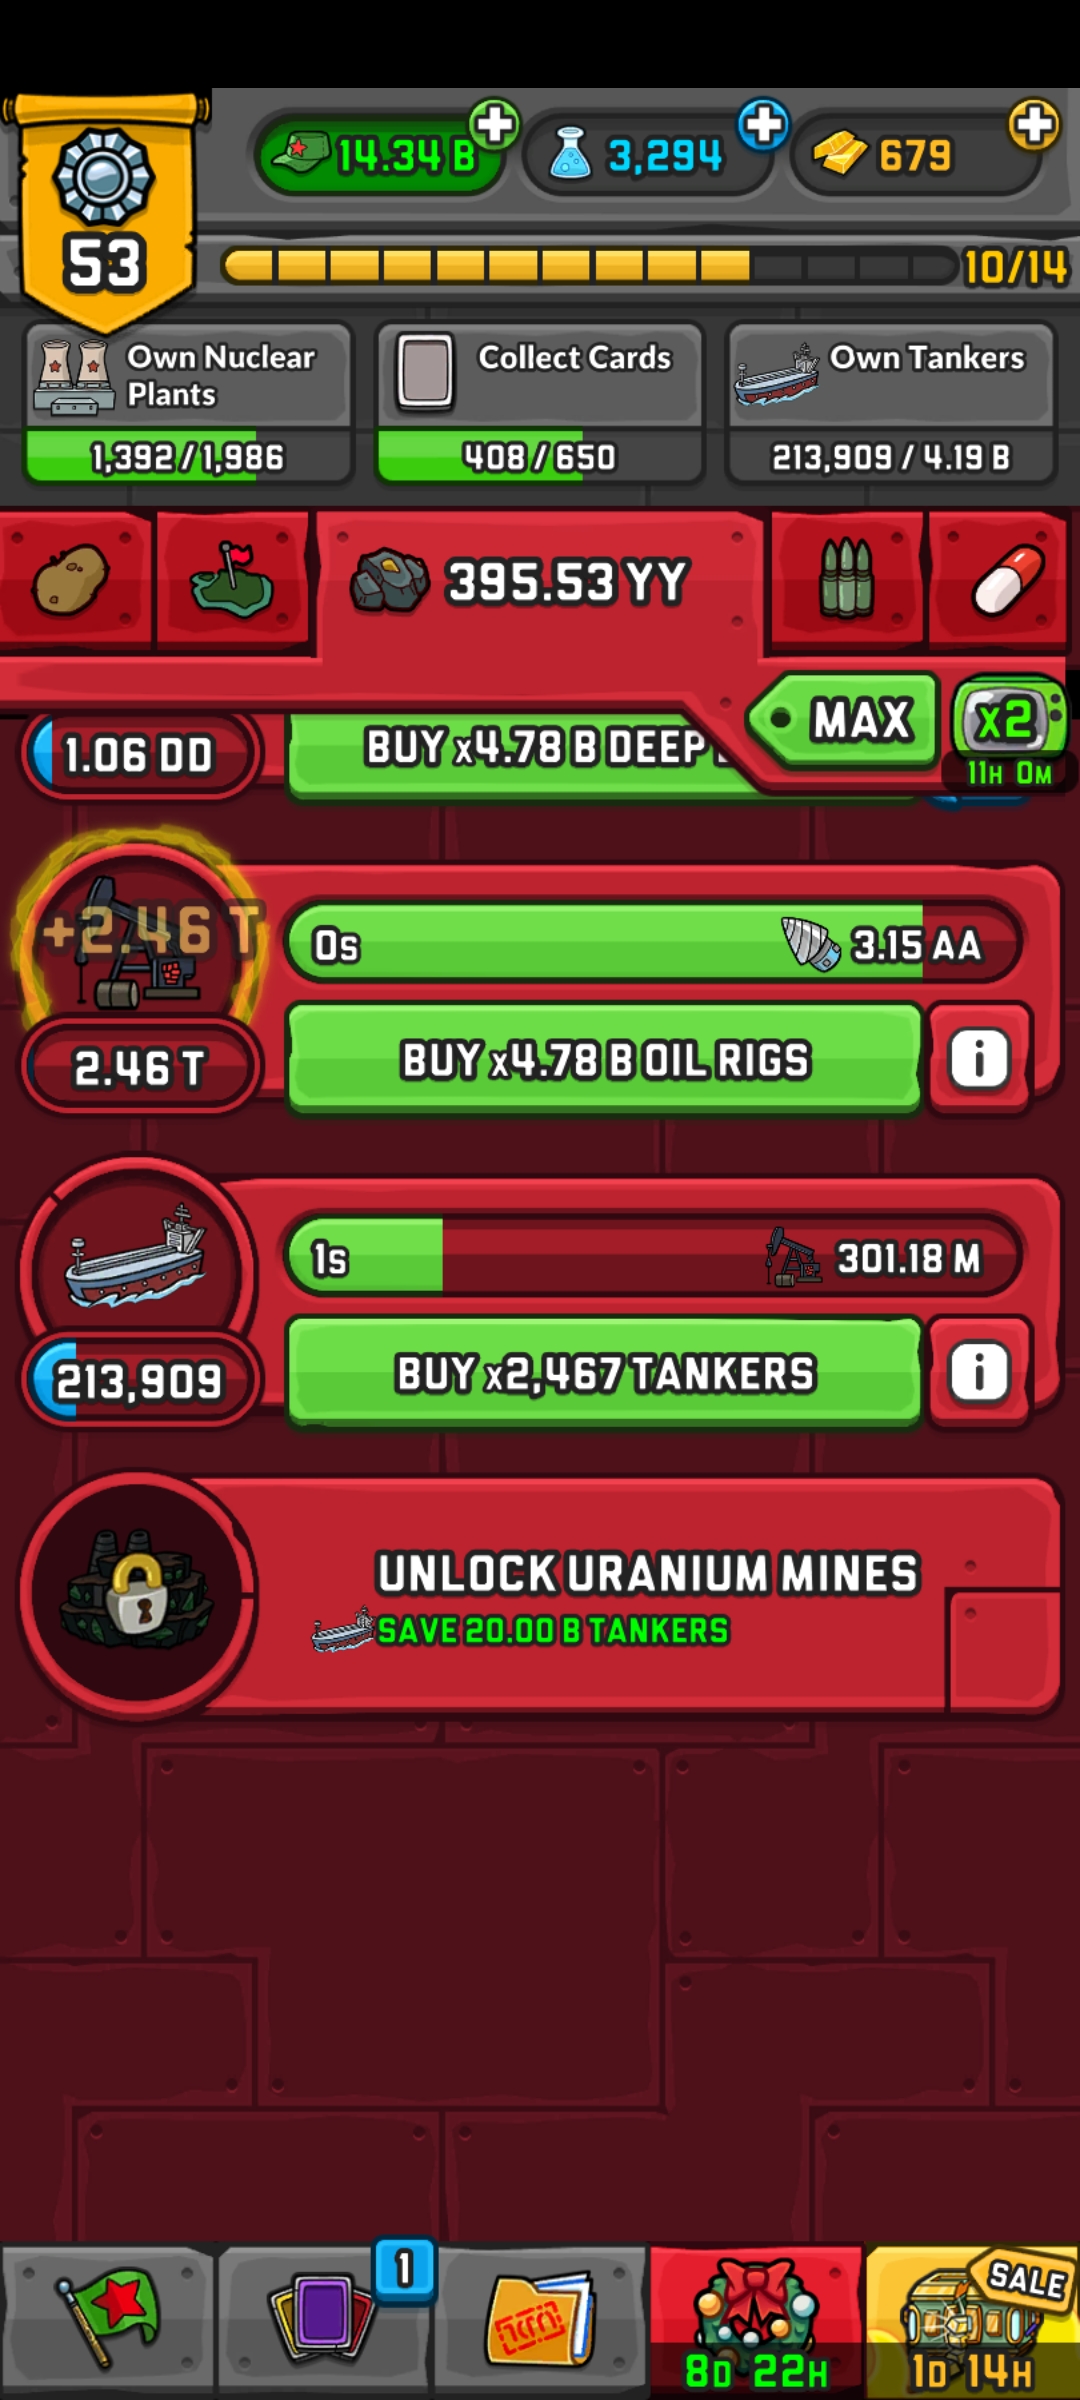 14.34 B
3,294
679
53
10/14
Own Nuclear
Plants
Collect Cards
Own Tankers
1,392/1,986
408/650
213,909 / 4.19 B
395.53 YY
MAX
x2
11H 0M
1.06 DD
BUY x4.78 B DEEP
+2.46 T
0s
3.15 AA
2.46 T
BUY x4.78 B OIL RIGS
i
1s
301.18 M
213,909
BUY x2,467 TANKERS
i
UNLOCK URANIUM MINES
SAVE 20.00 B TANKERS
1
SALE
8D 22H
1D 14H